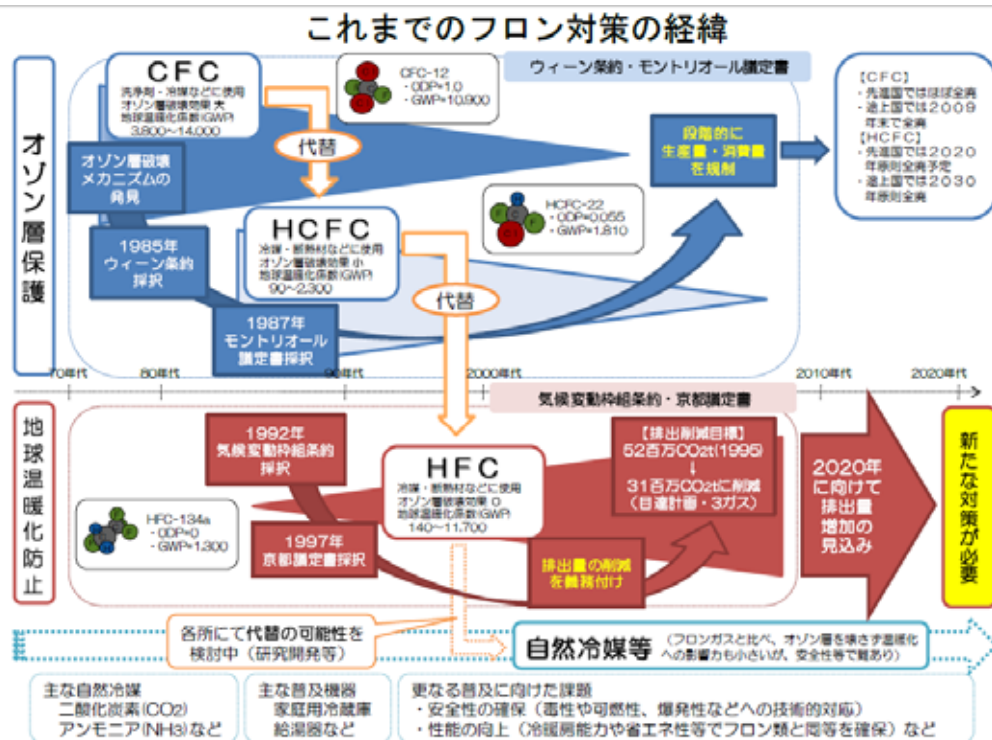 これまでのフロン対策の経緯
オゾン層保護
CFC
洗浄剤・冷媒などに使用
オゾン層破壊効果 大
地球温暖化係数(GWP)
3,800～14,000
CFC-12
・ODP=1.0
・GWP=10,900
ウィーン条約・モントリオール議定書
【CFC】
・先進国ではほぼ全廃
・途上国では2009
年末で全廃
【HCFC】
・先進国では2020
年原則全廃予定
・途上国では2030
年原則全廃
代替
段階的に
生産量・消費量
を規制
オゾン層破壊
メカニズムの
発見
HCFC
冷媒・断熱材などに使用
オゾン層破壊効果 小
地球温暖化係数(GWP)
90～2,300
HCFC-22
・ODP=0.055
・GWP=1,810
1985年
ウィーン条約
採択
代替
1987年
モントリオール
議定書採択
70年代
80年代
90年代
2000年代
2010年代
2020年代
地球温暖化防止
気候変動枠組条約・京都議定書
1992年
気候変動枠組条約
採択
HFC
冷媒・断熱材などに使用
オゾン層破壊効果 0
地球温暖化係数(GWP)
140～11,700
【排出削減目標】
52百万CO2t(1995)
↓
31百万CO2tに削減
(目達計画・3ガス)
2020年
に向けて
排出量
増加の
見込み
新たな対策が必要
HFC-134a
・ODP=0
・GWP=1,300
1997年
京都議定書採択
排出量の削減
を義務付け
各所にて代替の可能性を
検討中（研究開発等）
自然冷媒等
（フロンガスと比べ、オゾン層を壊さず温暖化
への影響力も小さいが、安全性等で難あり）
主な自然冷媒
二酸化炭素(CO2)
アンモニア(NH3)など
主な普及機器
家庭用冷蔵庫
給湯器など
更なる普及に向けた課題
・安全性の確保（毒性や可燃性、爆発性などへの技術的対応）
・性能の向上（冷暖房能力や省エネ性等でフロン類と同等を確保）など